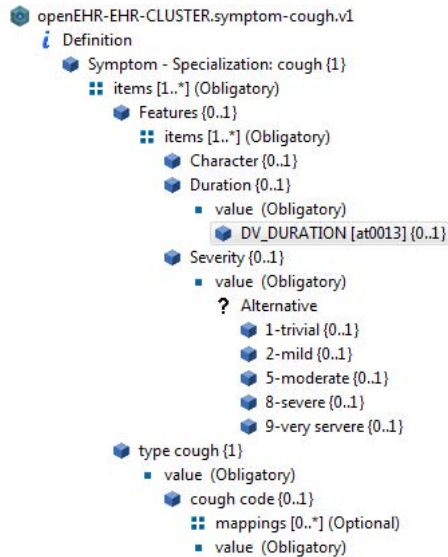 openEHR-EHR-CLUSTER.symptom-cough.v1
i Definition
Symptom - Specialization: cough {1}
items [1..*] (Obligatory)
Features {0..1}
items [1..*] (Obligatory)
Character {0..1}
Duration {0..1}
value (Obligatory)
DV_DURATION [at0013] {0..1}
Severity {0..1}
value (Obligatory)
? Alternative
1-trivial {0..1}
2-mild {0..1}
5-moderate {0..1}
8-severe {0..1}
9-very servere {0..1}
type cough {1}
value (Obligatory)
cough code {0..1}
mappings [0..*] (Optional)
value (Obligatory)